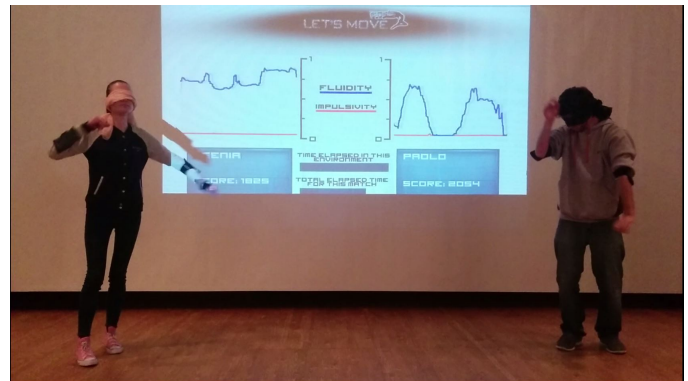 LET'S MOVE
1 1
FLUIDITY
IMPULSIVITY
0 0
TIME ELAPSED IN THIS
ENVIRONMENT
TOTAL ELAPSED TIME
FOR THIS MATCH
ENIA
SCORE: 1825
PAOLO
SCORE: 2054